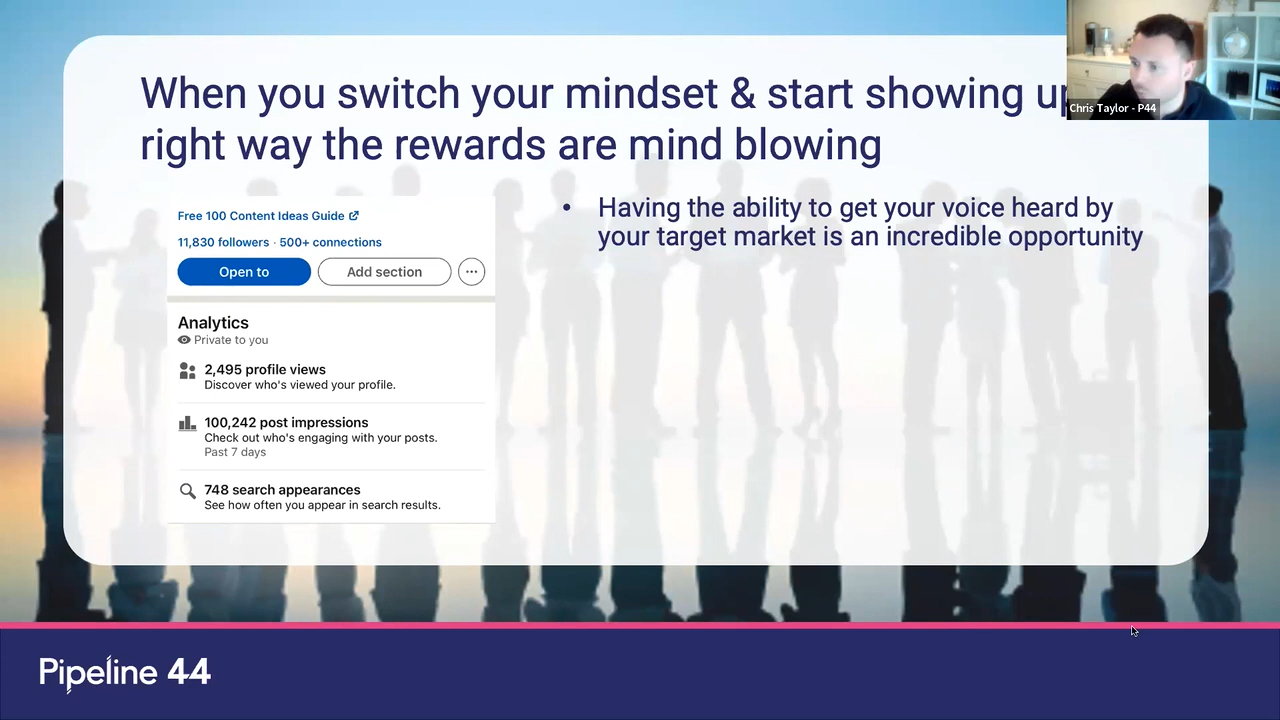 When you switch your mindset & start showing up
right way the rewards are mind blowing
Chris Taylor - P44
Free 100 Content Ideas Guide
11,830 followers · 500+ connections
Open to
Add section
...
Analytics
Private to you
2,495 profile views
Discover who's viewed your profile.
100,242 post impressions
Check out who's engaging with your posts.
Past 7 days
748 search appearances
See how often you appear in search results.
• Having the ability to get your voice heard by
your target market is an incredible opportunity
Pipeline 44